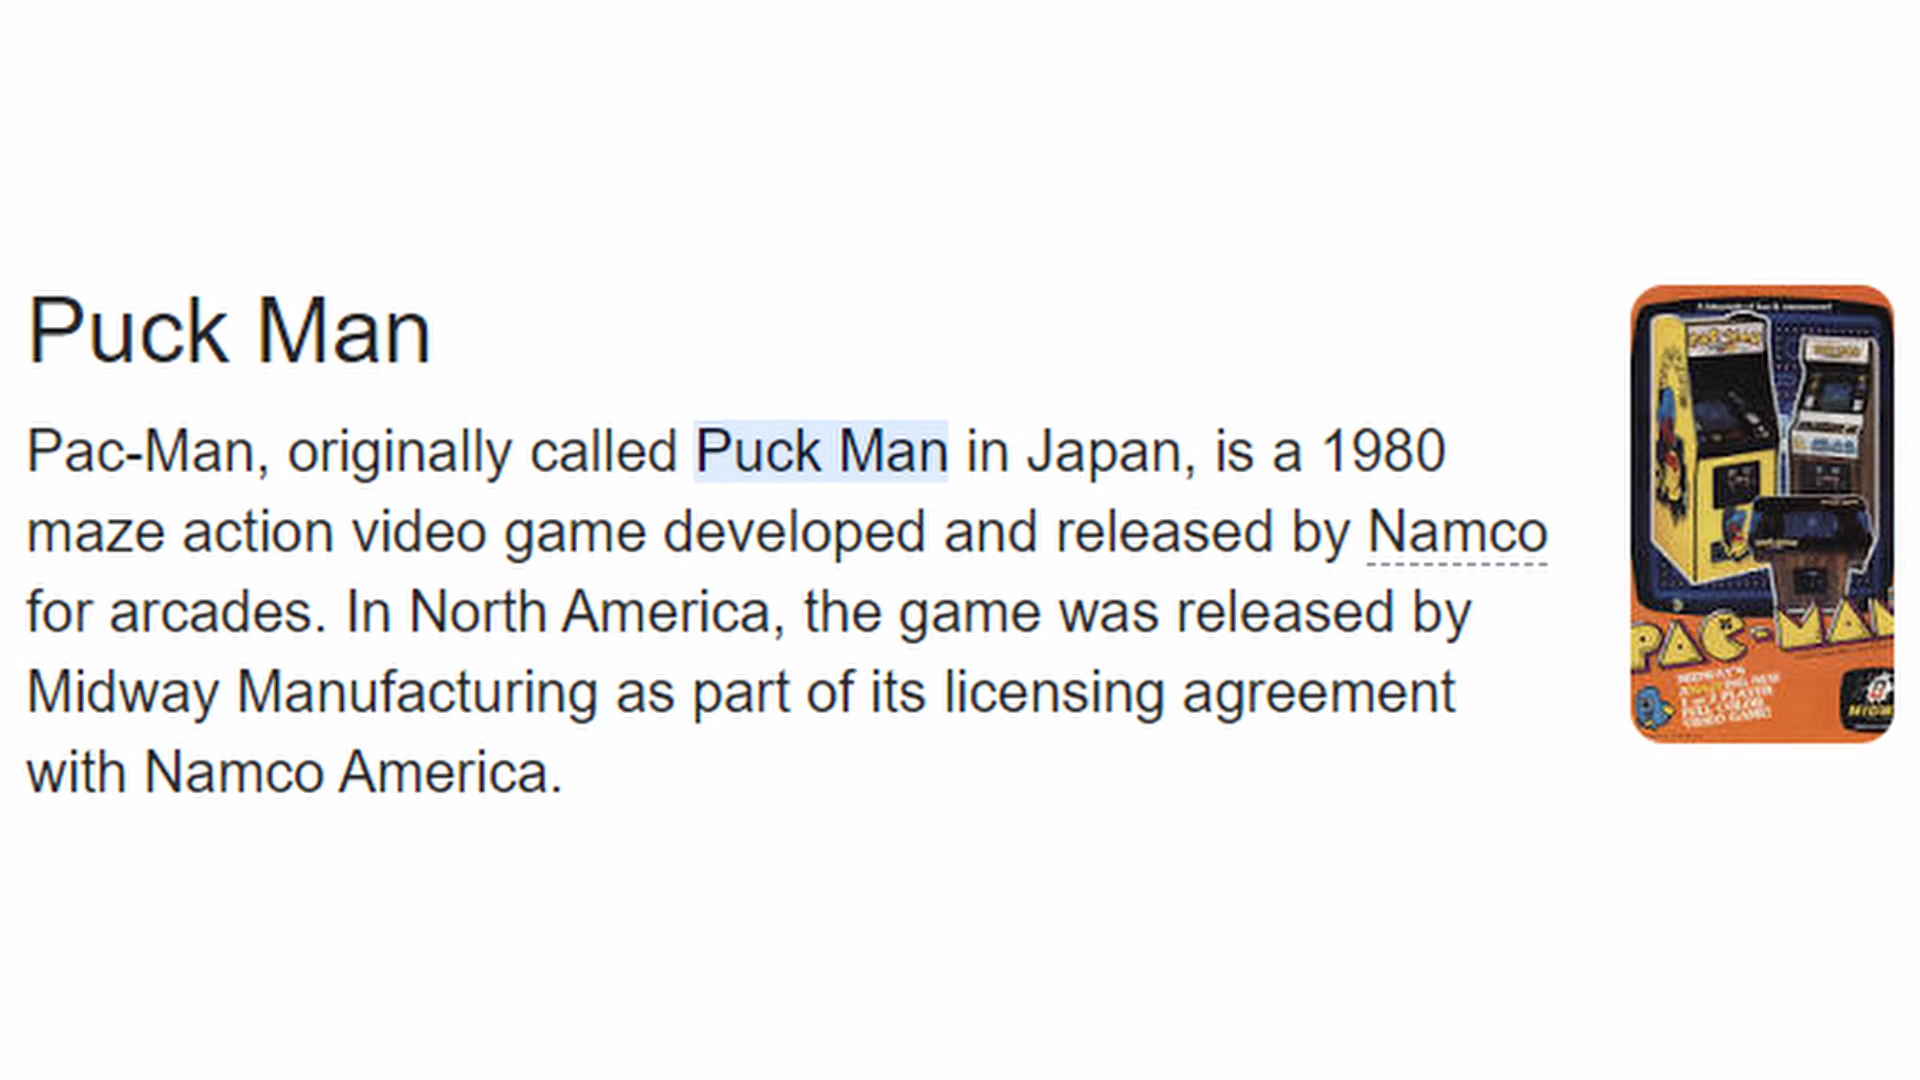 Puck Man
Pac-Man, originally called Puck Man in Japan, is a 1980
maze action video game developed and released by Namco
for arcades. In North America, the game was released by
Midway Manufacturing as part of its licensing agreement
with Namco America.
PAC-MAN